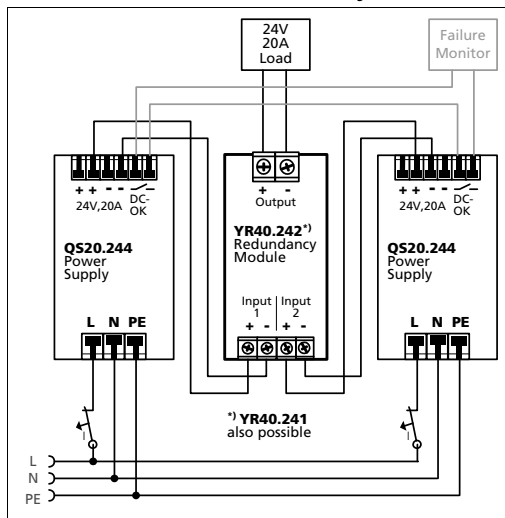 24V
20A
Load
Failure
Monitor
+ + - -
DC-
OK
24V,20A
QS20.244
Power
Supply
L N PE
+ -
Output
YR40.242*)
Redundancy
Module
Input
1
Input
2
+ - + -
+ + - -
DC-
OK
24V,20A
QS20.244
Power
Supply
L N PE
*) YR40.241
also possible
I
I
L
N
PE